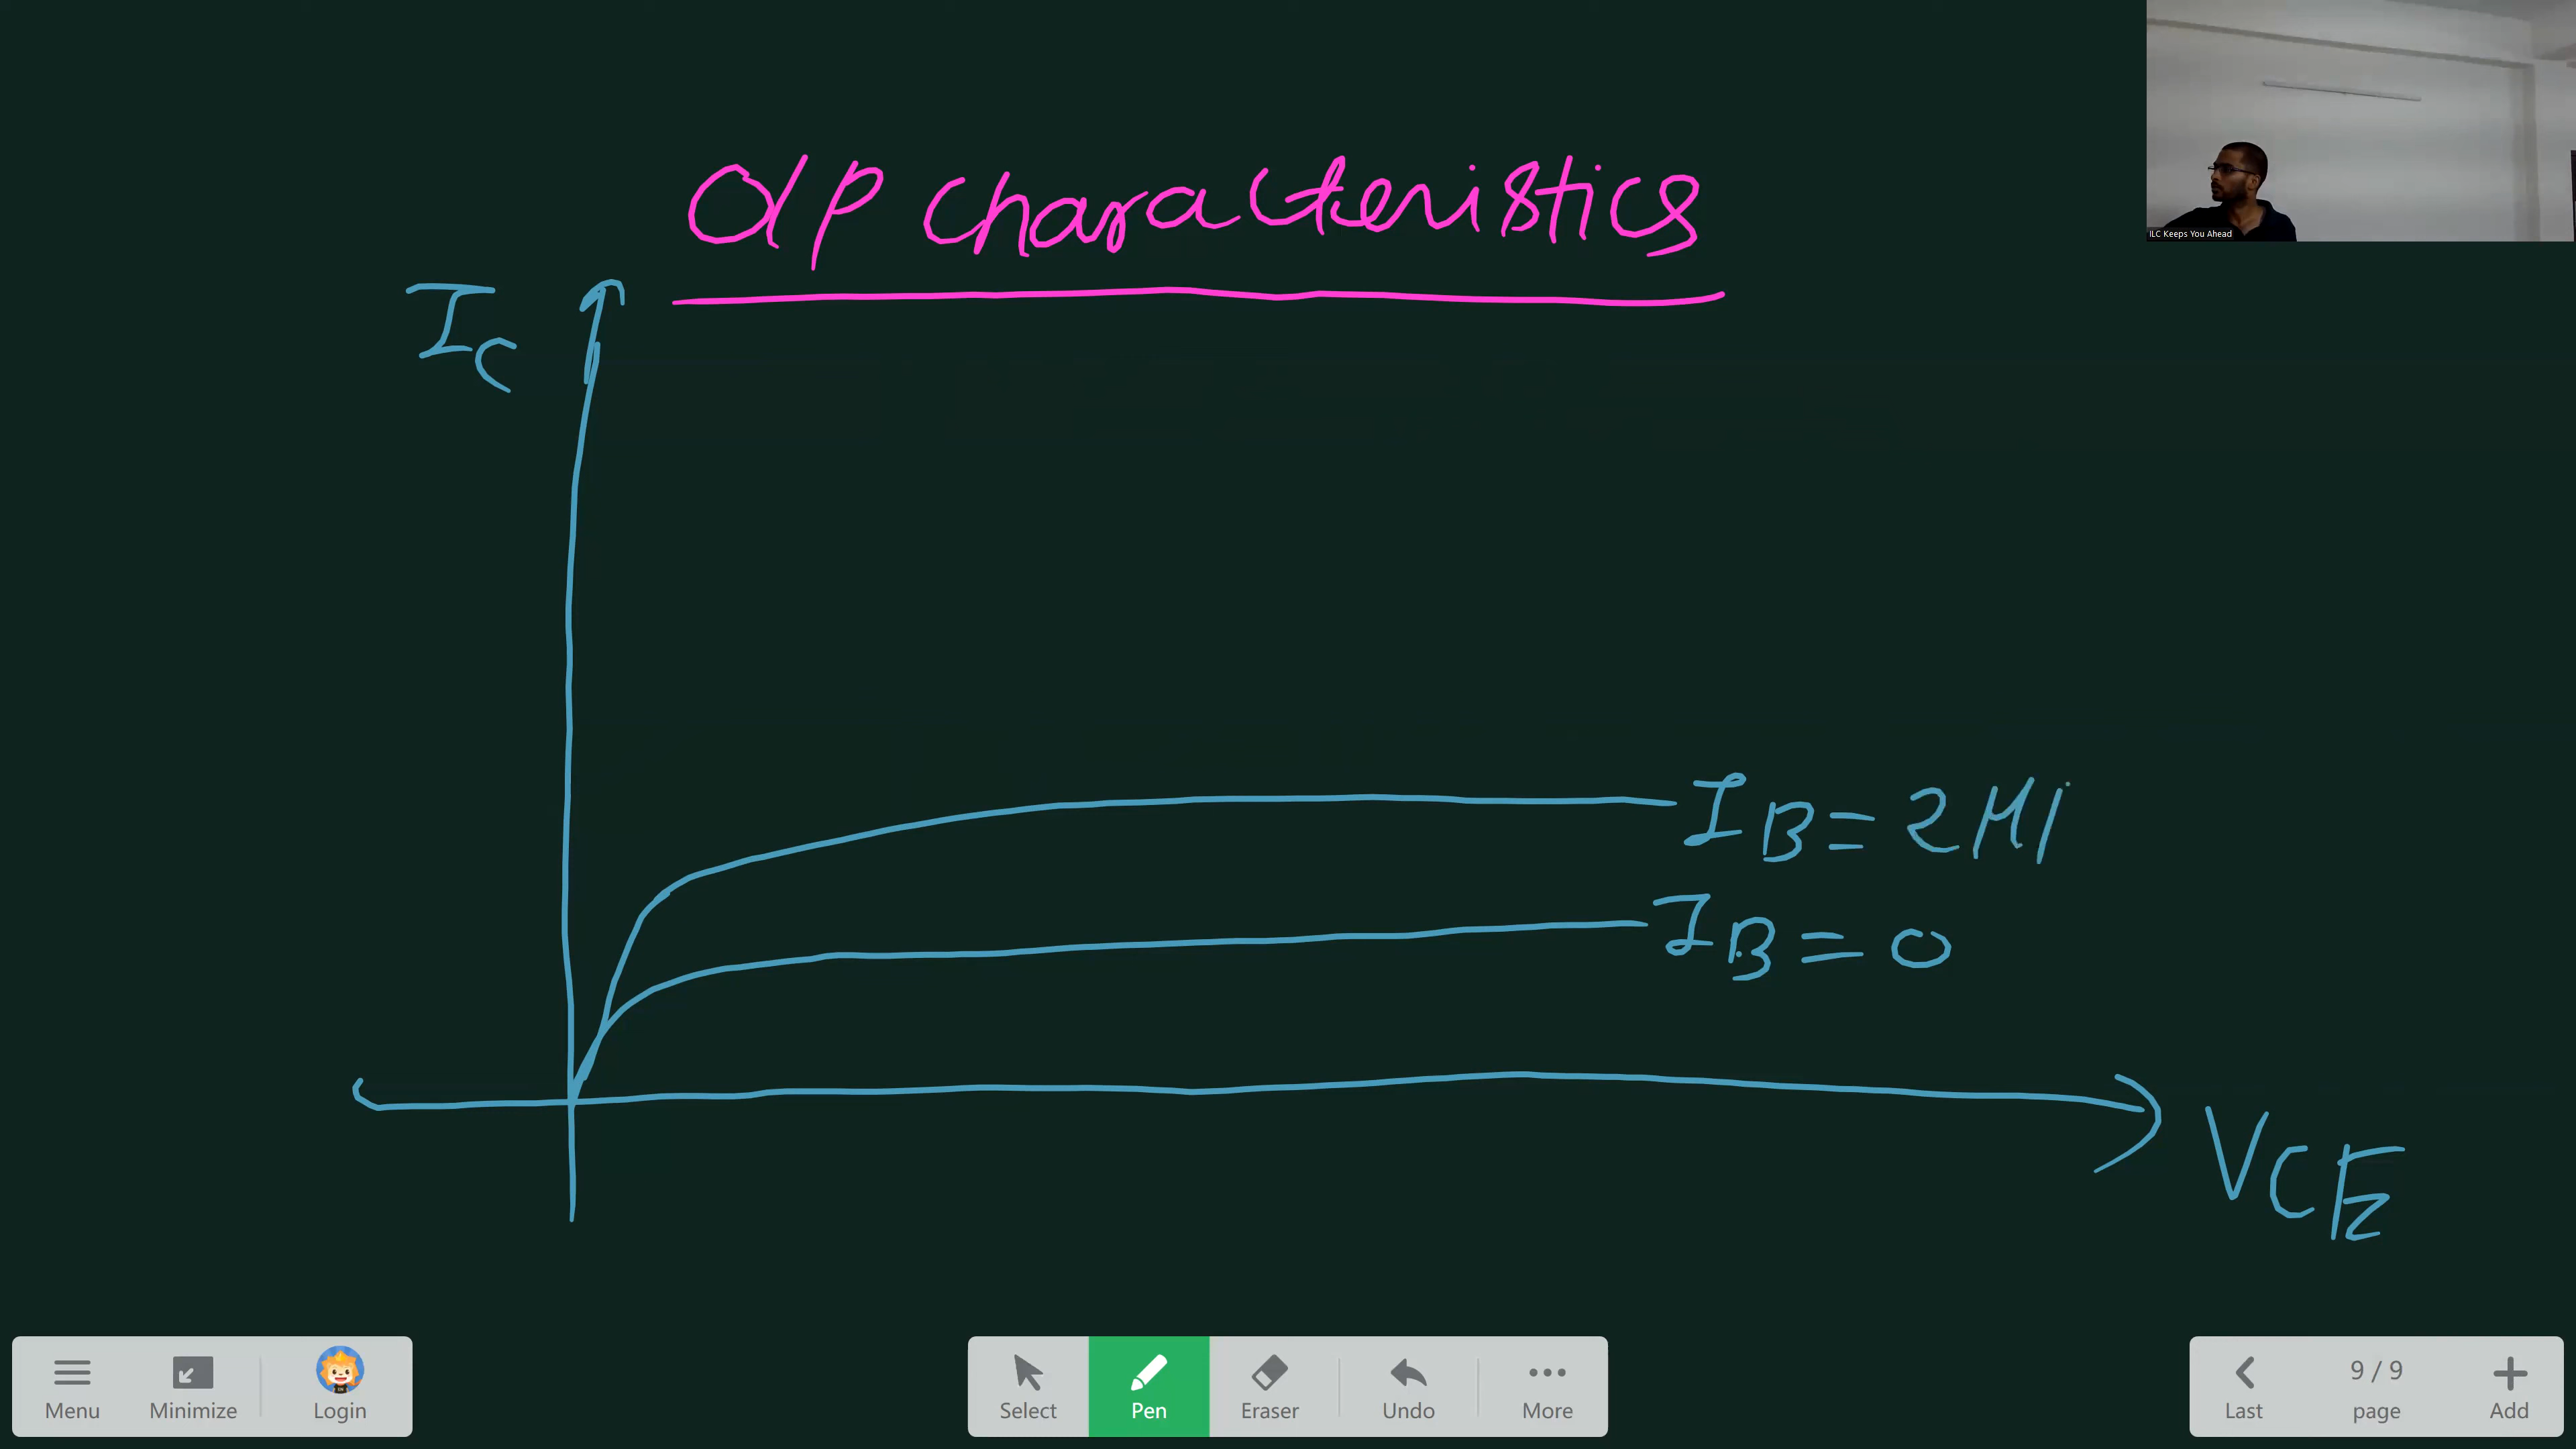 O/P Characteristics
IC
ILC Keeps You Ahead
IB = 2μ
IB = 0
VCE
Menu Minimize Login Select Pen Eraser Undo More Last 9 / 9 page Add